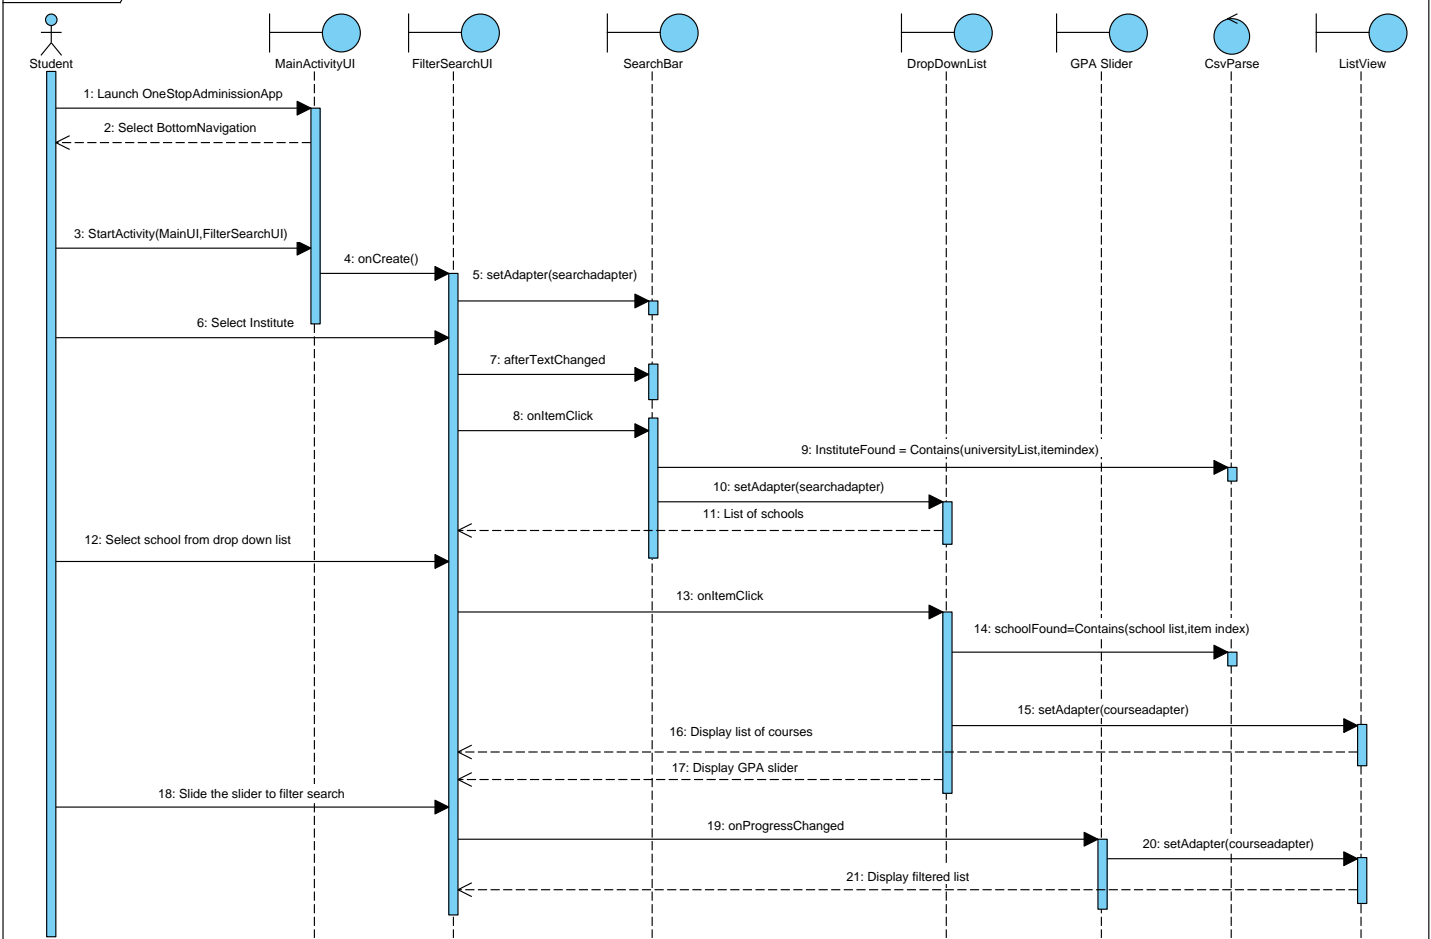 Student
MainActivityUI
FilterSearchUI
SearchBar
DropDownList
GPA Slider
CsvParse
ListView
1: Launch OneStopAdminissionApp
2: Select BottomNavigation
3: StartActivity(MainUI,FilterSearchUI)
4: onCreate()
5: setAdapter(searchadapter)
6: Select Institute
7: afterTextChanged
8: onItemClick
9: InstituteFound = Contains(universityList,itemindex)
10: setAdapter(searchadapter)
11: List of schools
12: Select school from drop down list
13: onItemClick
14: schoolFound=Contains(school list,item index)
15: setAdapter(courseadapter)
16: Display list of courses
17: Display GPA slider
18: Slide the slider to filter search
19: onProgressChanged
20: setAdapter(courseadapter)
21: Display filtered list